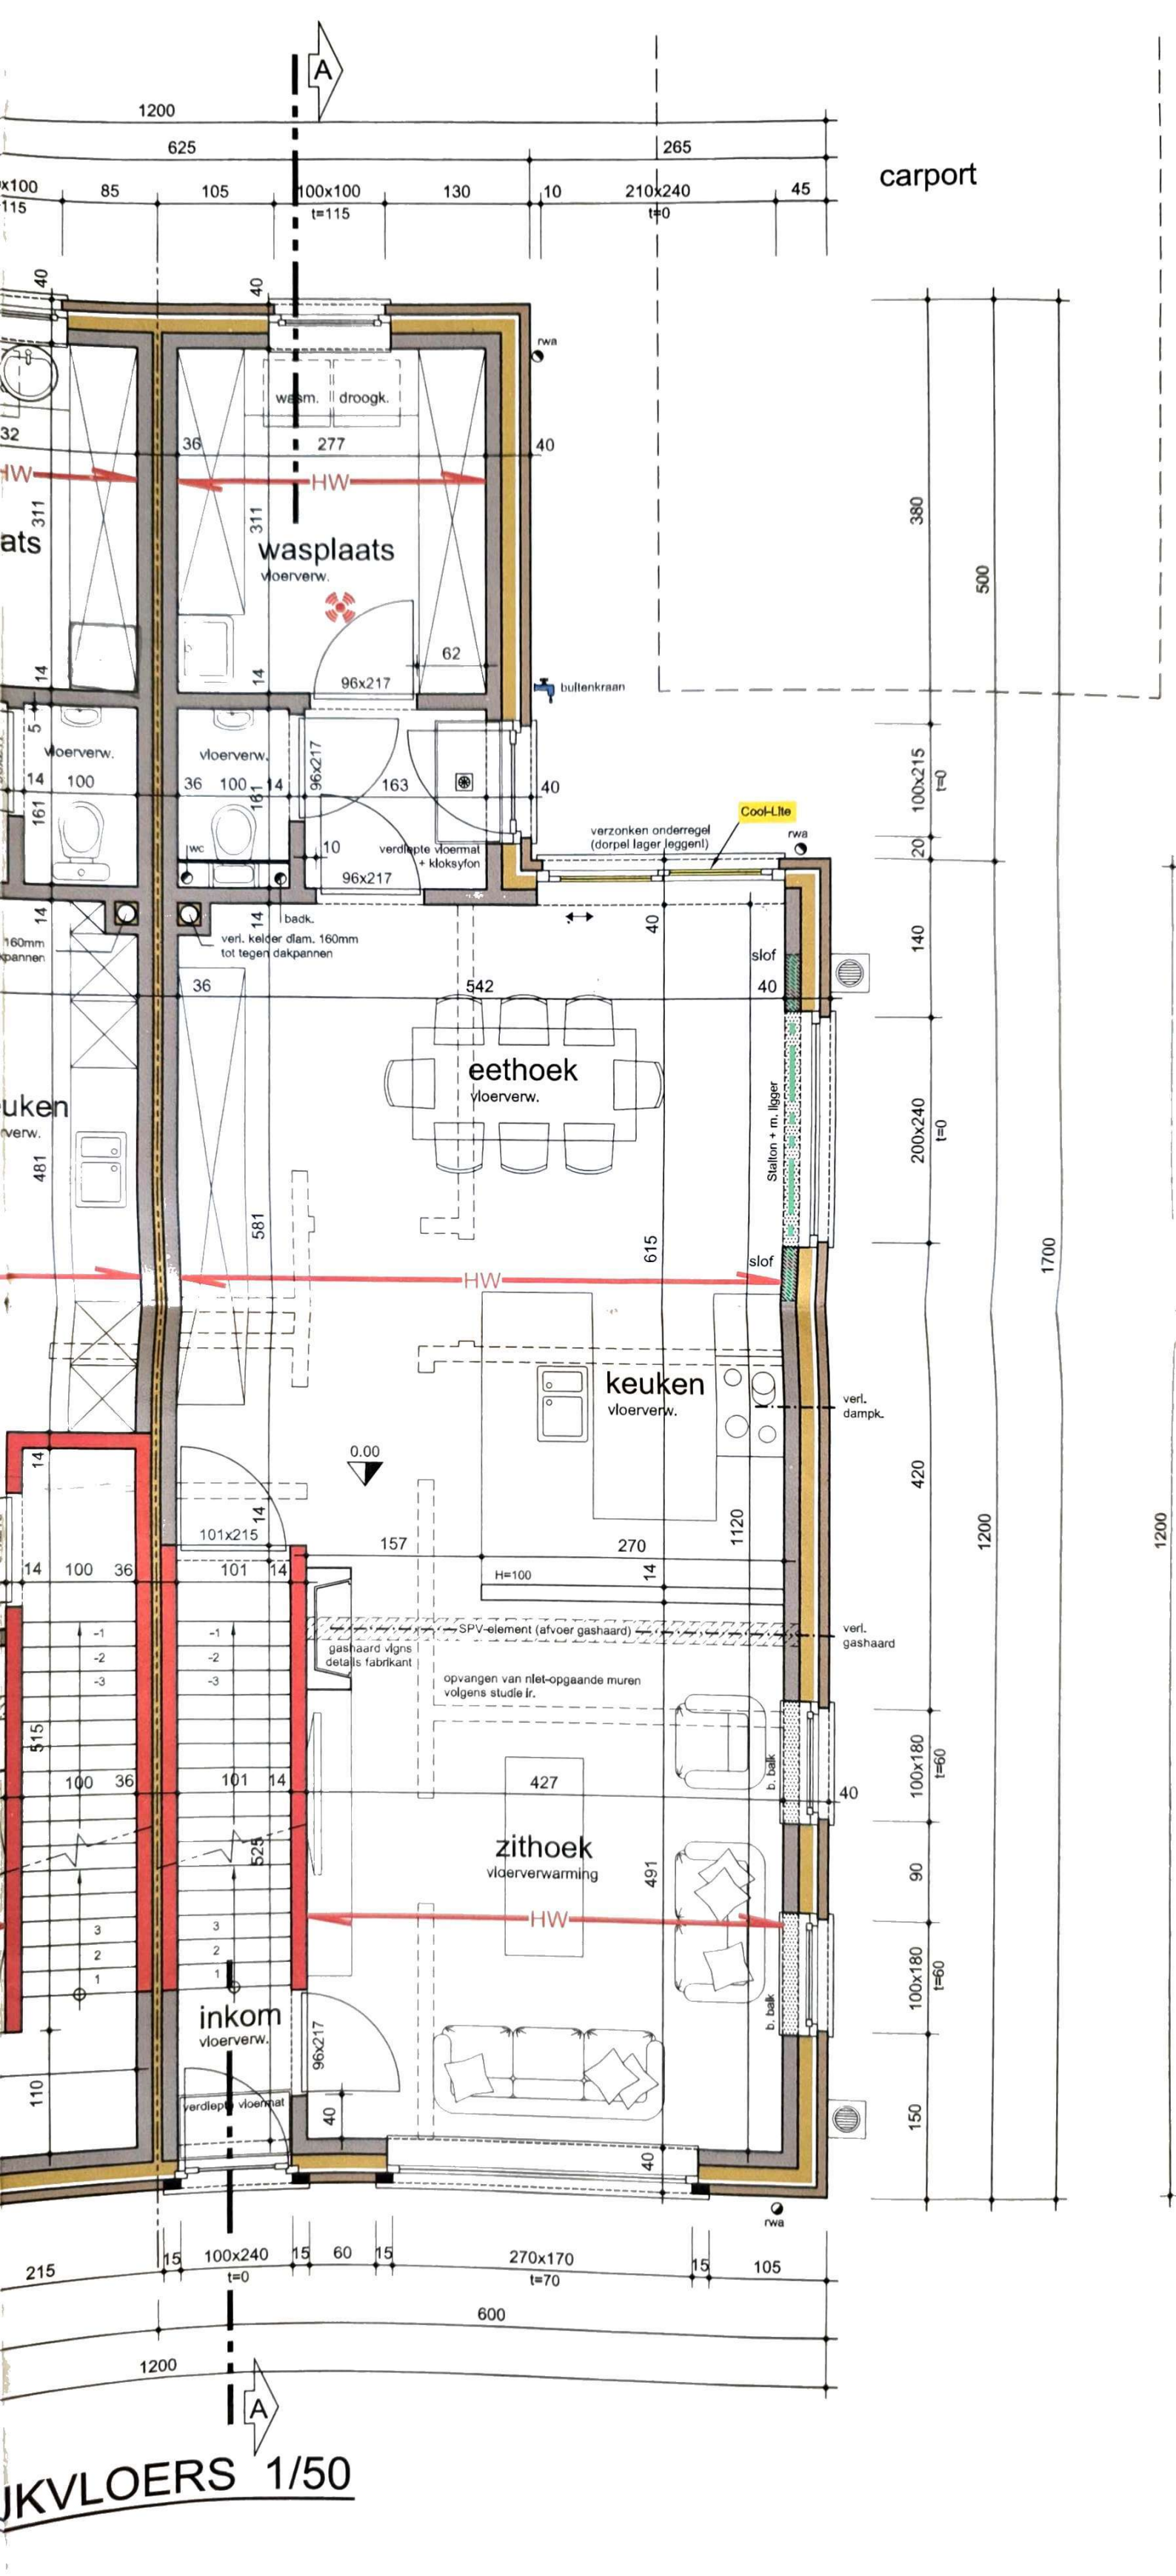 A
1200
625
265
carport
x100
85
105
100x100
130
10
210x240
45
115
t=115
t=0
40
40
rwa
wasm.
droogk.
32
36
277
40
HW
HW
311
311
380
ats
wasplaats
vloerverw.
500
14
14
62
96x217
buitenkraan
5
vloerverw.
vloerverw.
96x217
14
100
36
100
14
163
40
100x215
t=0
161
161
Cool-Lite
verzonken onderregel
(dorpel lager leggen!)
rwa
20
wc
10
verdiepte vloermat
+ kloksyfon
96x217
14
14
badk.
40
160mm
kpannen
verl. kelder diam. 160mm
tot tegen dakpannen
140
slof
36
542
40
eethoek
vloerverw.
Stalton + m. ligger
200x240
t=0
uken
verw.
481
581
615
1700
slof
HW
keuken
vloerverw.
verl.
dampk.
0.00
14
420
14
101x215
157
270
1120
1200
1200
14
100
36
101
14
H=100
14
-1
-1
SPV-element (afvoer gashaard)
verl.
gashaard
-2
-2
gashaard vlgns
details fabrikant
-3
-3
opvangen van niet-opgaande muren
volgens studie ir.
515
b. balk
100x180
t=60
100
36
101
14
427
40
zithoek
vloerverwarming
525
491
90
HW
3
3
2
2
1
1
100x180
t=60
inkom
vloerverw.
96x217
b. balk
110
verdiepte vloermat
40
150
40
rwa
215
15
100x240
15
60
15
270x170
15
105
t=0
t=70
600
1200
A
JKVLOERS 1/50